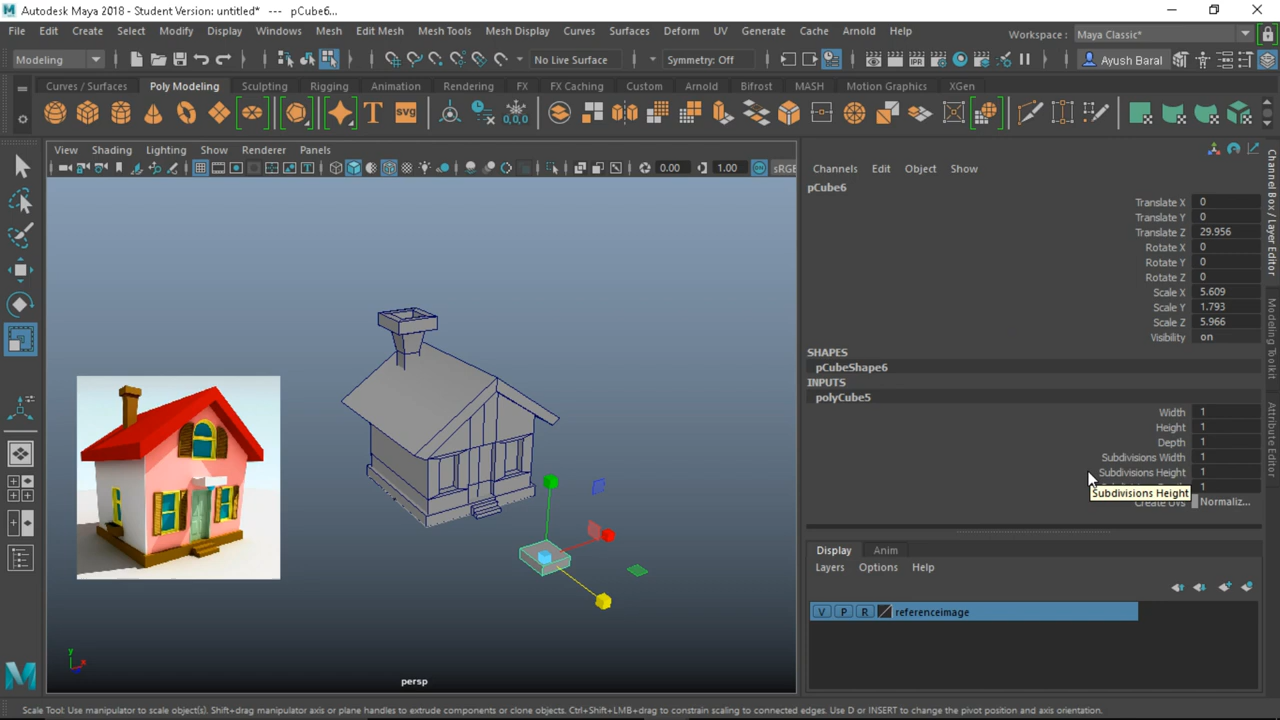 Autodesk Maya 2018 - Student Version: untitled* --- pCube6...
File Edit Create Select Modify Display Windows Mesh Edit Mesh Mesh Tools Mesh Display Curves Surfaces Deform UV Generate Cache Arnold Help Workspace : Maya Classic*
Modeling No Live Surface Symmetry: Off Ayush Baral
Curves / Surfaces Poly Modeling Sculpting Rigging Animation Rendering FX FX Caching Custom Arnold Bifrost MASH Motion Graphics XGen
View Shading Lighting Show Renderer Panels
0.00 1.00 sRGB
Channels Edit Object Show
pCube6
Translate X 0
Translate Y 0
Translate Z 29.956
Rotate X 0
Rotate Y 0
Rotate Z 0
Scale X 5.609
Scale Y 1.793
Scale Z 5.966
Visibility on
SHAPES
pCubeShape6
INPUTS
polyCube5
Width 1
Height 1
Depth 1
Subdivisions Width 1
Subdivisions Height 1
1
Subdivisions Height
Create UVs Normaliz...
Display Anim
Layers Options Help
V P R referenceimage
Channel Box / Layer Editor
Modeling Toolkit
Attribute Editor
persp
Scale Tool: Use manipulator to scale object(s). Shift+drag manipulator axis or plane handles to extrude components or clone objects. Ctrl+Shift+LMB+drag to constrain scaling to connected edges. Use D or INSERT to change the pivot position and axis orientation.